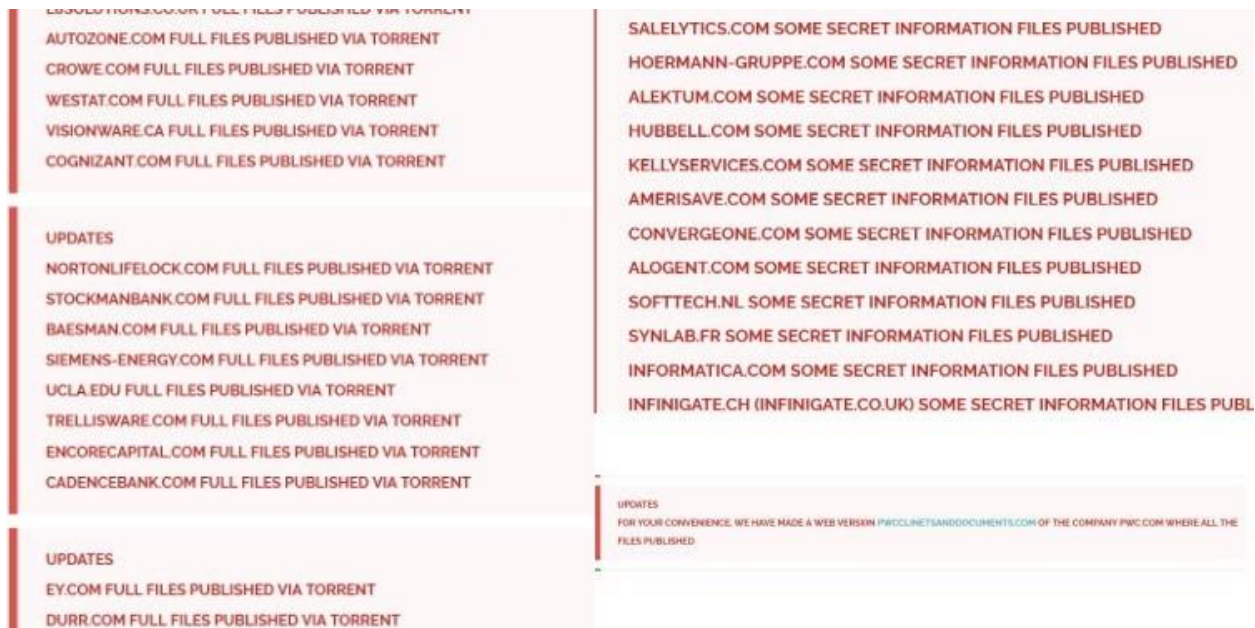 AUTOZONE.COM FULL FILES PUBLISHED VIA TORRENT
CROWE.COM FULL FILES PUBLISHED VIA TORRENT
WESTAT.COM FULL FILES PUBLISHED VIA TORRENT
VISIONWARE.CA FULL FILES PUBLISHED VIA TORRENT
COGNIZANT.COM FULL FILES PUBLISHED VIA TORRENT
UPDATES
NORTONLIFELOCK.COM FULL FILES PUBLISHED VIA TORRENT
STOCKMANBANK.COM FULL FILES PUBLISHED VIA TORRENT
BAESMAN.COM FULL FILES PUBLISHED VIA TORRENT
SIEMENS-ENERGY.COM FULL FILES PUBLISHED VIA TORRENT
UCLA.EDU FULL FILES PUBLISHED VIA TORRENT
TRELLISWARE.COM FULL FILES PUBLISHED VIA TORRENT
ENCORECAPITAL.COM FULL FILES PUBLISHED VIA TORRENT
CADENCEBANK.COM FULL FILES PUBLISHED VIA TORRENT
UPDATES
EY.COM FULL FILES PUBLISHED VIA TORRENT
DURR.COM FULL FILES PUBLISHED VIA TORRENT
SALELYTICS.COM SOME SECRET INFORMATION FILES PUBLISHED
HOERMANN-GRUPPE.COM SOME SECRET INFORMATION FILES PUBLISHED
ALEKTUM.COM SOME SECRET INFORMATION FILES PUBLISHED
HUBBELL.COM SOME SECRET INFORMATION FILES PUBLISHED
KELLYSERVICES.COM SOME SECRET INFORMATION FILES PUBLISHED
AMERISAVE.COM SOME SECRET INFORMATION FILES PUBLISHED
CONVERGEONE.COM SOME SECRET INFORMATION FILES PUBLISHED
ALOGENT.COM SOME SECRET INFORMATION FILES PUBLISHED
SOFTTECH.NL SOME SECRET INFORMATION FILES PUBLISHED
SYNLAB.FR SOME SECRET INFORMATION FILES PUBLISHED
INFORMATICA.COM SOME SECRET INFORMATION FILES PUBLISHED
INFINIGATE.CH (INFINIGATE.CO.UK) SOME SECRET INFORMATION FILES PUBL
UPDATES
FOR YOUR CONVENIENCE, WE HAVE MADE A WEB VERSION PWCCLINETSANDDOCUMENTS.COM OF THE COMPANY PWC.COM WHERE ALL THE
FILES PUBLISHED